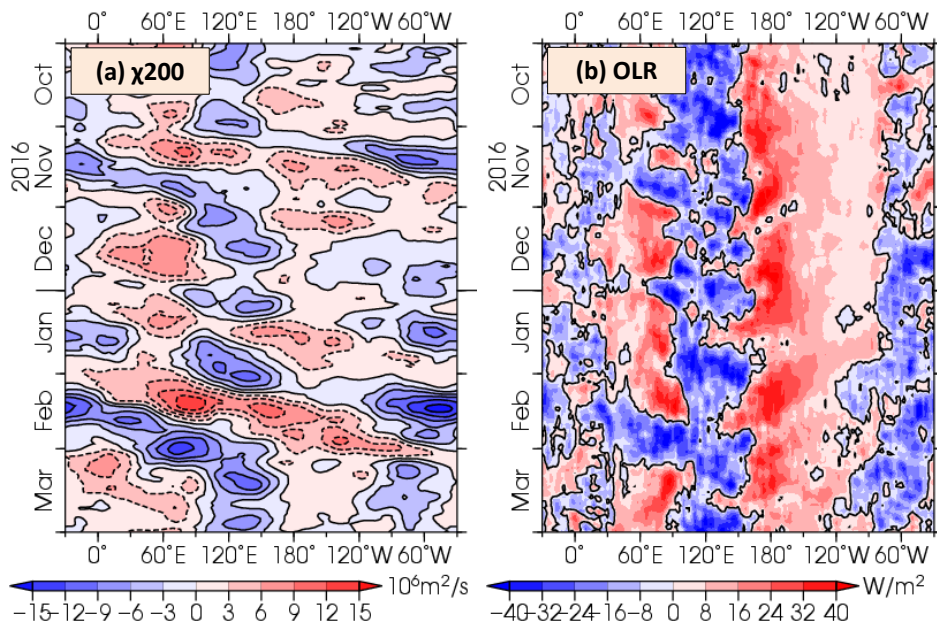 0° 60°E 120°E 180° 120°W 60°W
0° 60°E 120°E 180° 120°W 60°W
(a) χ200
(b) OLR
Oct
Nov
Dec
Jan
Feb
Mar
2016
Oct
Nov
Dec
Jan
Feb
Mar
2016
0° 60°E 120°E 180° 120°W 60°W
0° 60°E 120°E 180° 120°W 60°W
10⁶m²/s
−15−12−9 −6 −3 0 3 6 9 12 15
W/m²
−40−32−24−16−8 0 8 16 24 32 40